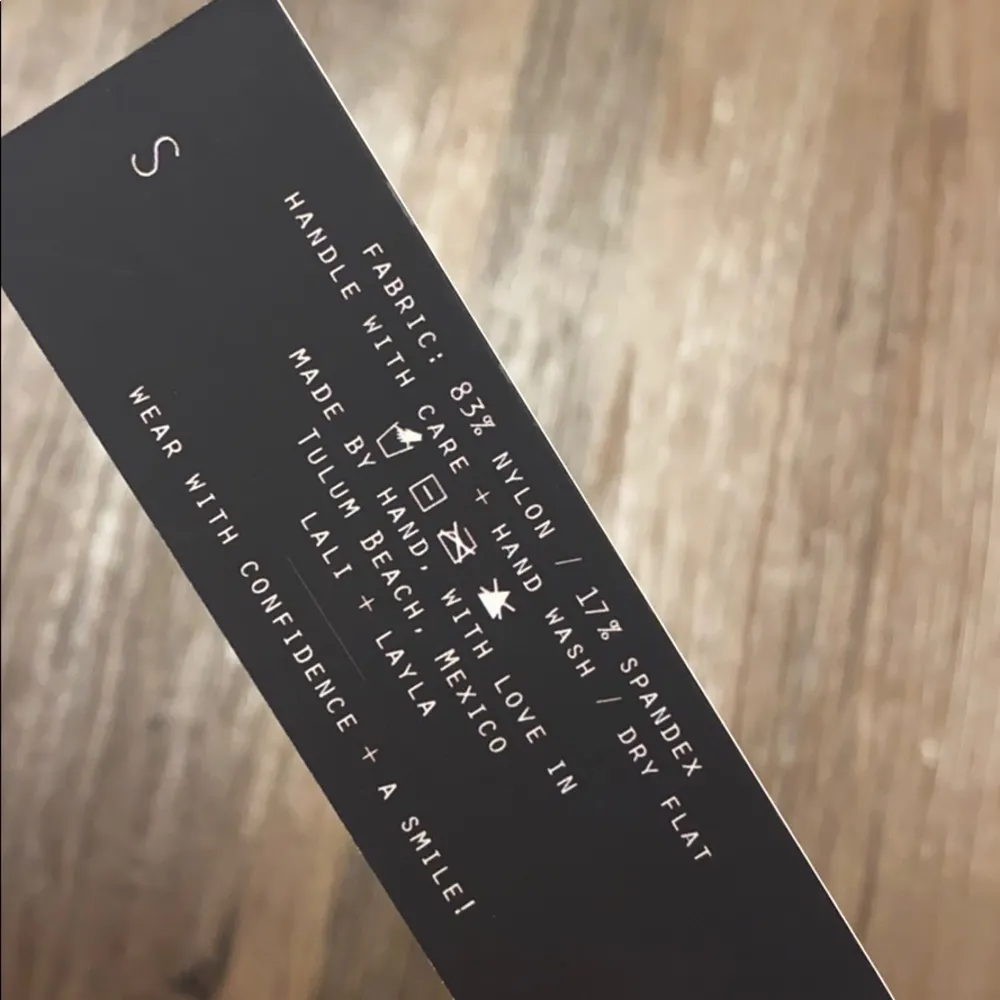 FABRIC: 83% NYLON / 17% SPANDEX
HANDLE WITH CARE + HAND WASH / DRY FLAT
MADE BY HAND, WITH LOVE IN
TULUM BEACH, MEXICO
LALI + LAYLA
WEAR WITH CONFIDENCE + A SMILE!
S